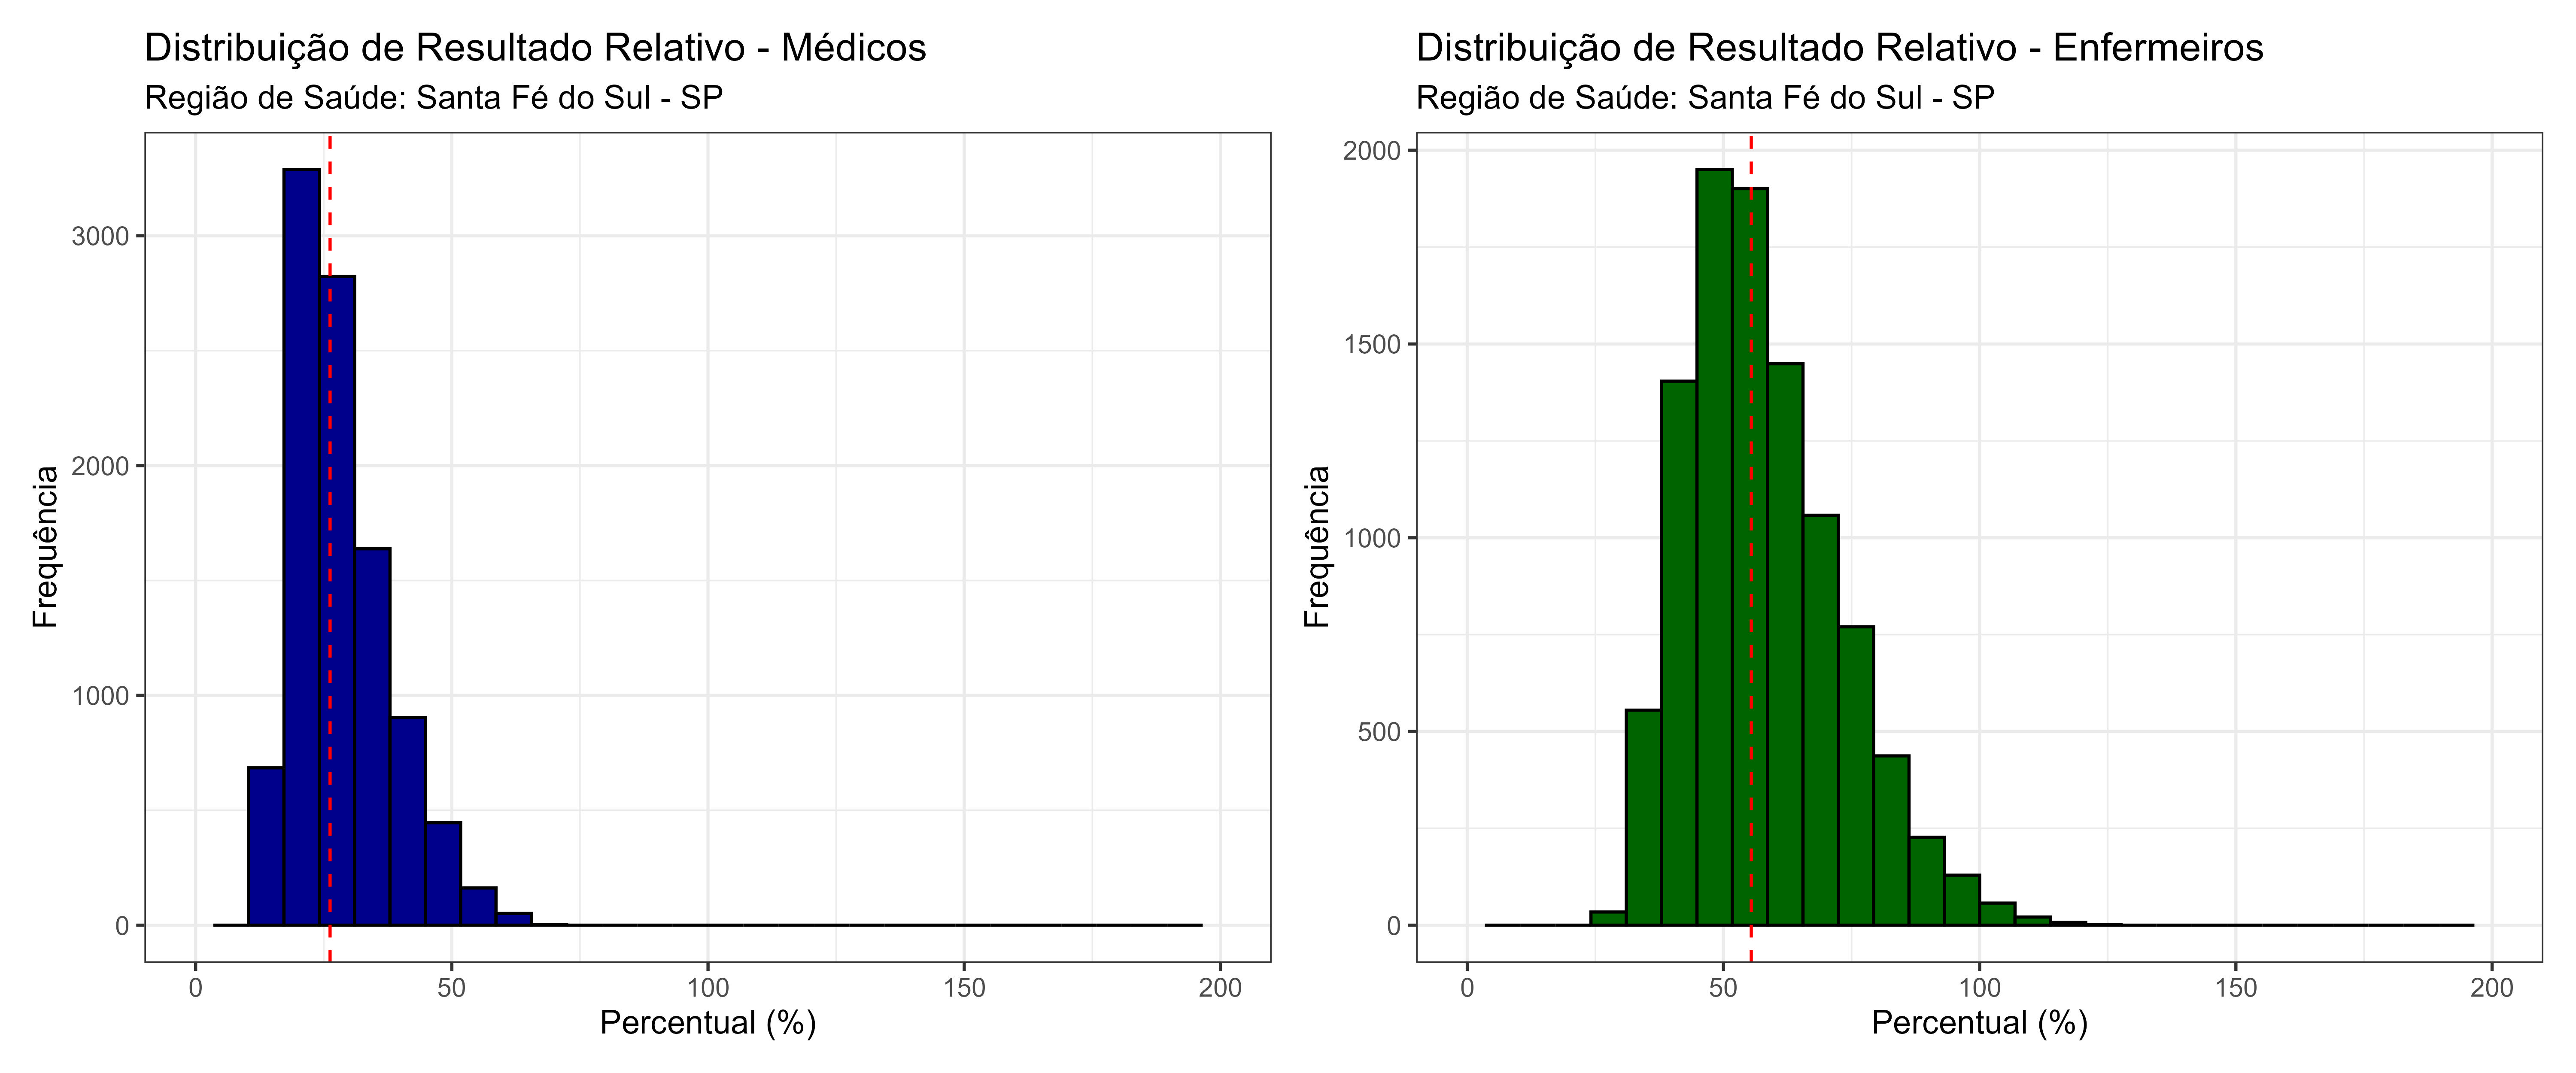 Distribuição de Resultado Relativo - Médicos
Região de Saúde: Santa Fé do Sul - SP
Frequência
3000
2000
1000
0
0
50
100
150
200
Percentual (%)
Distribuição de Resultado Relativo - Enfermeiros
Região de Saúde: Santa Fé do Sul - SP
Frequência
2000
1500
1000
500
0
0
50
100
150
200
Percentual (%)